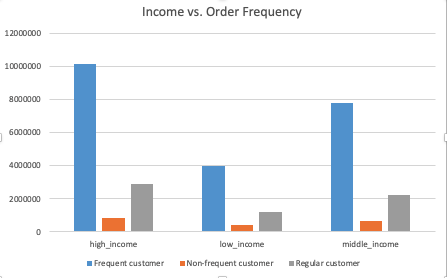 Income vs. Order Frequency
12000000
10000000
8000000
6000000
4000000
2000000
0
high_income low_income middle_income
Frequent customer Non-frequent customer Regular customer